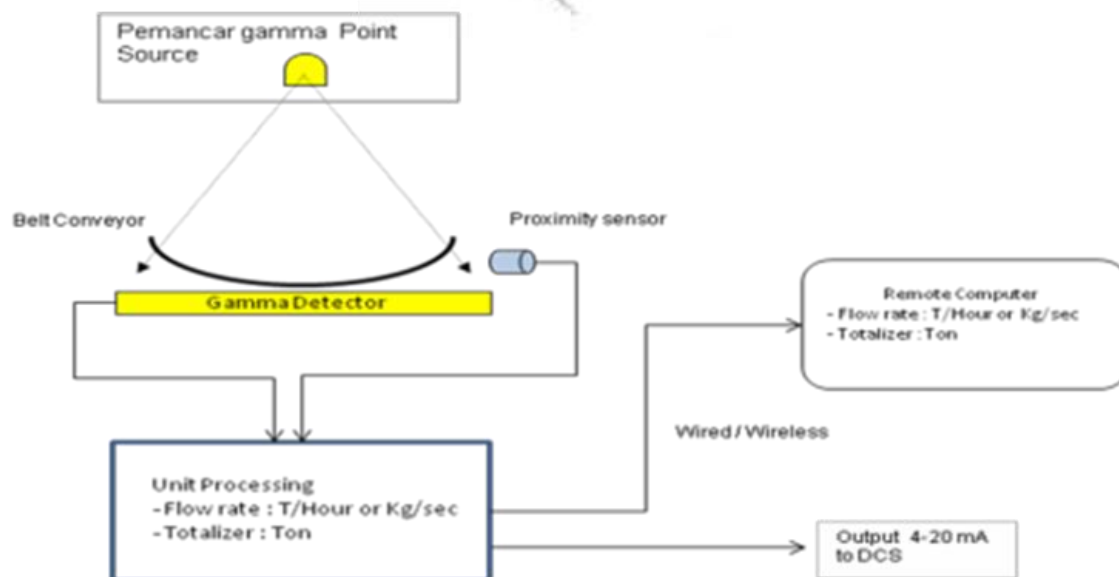 Pemancar gamma Point
Source
Belt Conveyor
Proximity sensor
Gamma Detector
Remote Computer
- Flow rate : T/Hour or Kg/sec
- Totalizer : Ton
Wired / Wireless
Unit Processing
-Flow rate : T/Hour or Kg/sec
-Totalizer : Ton
Output 4-20 mA
to DCS